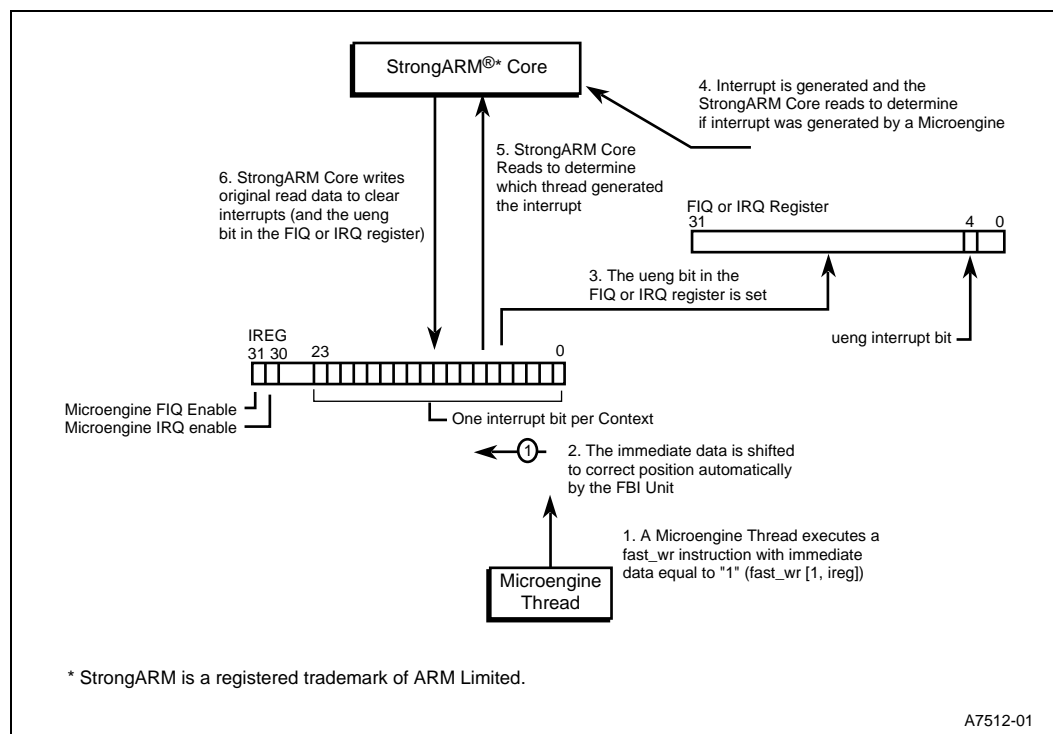 StrongARM®* Core
4. Interrupt is generated and the
StrongARM Core reads to determine
if interrupt was generated by a Microengine
5. StrongARM Core
Reads to determine
which thread generated
the interrupt
6. StrongARM Core writes
original read data to clear
interrupts (and the ueng
bit in the FIQ or IRQ register)
FIQ or IRQ Register
31 4 0
3. The ueng bit in the
FIQ or IRQ register is set
ueng interrupt bit
IREG
31 30 23 0
Microengine FIQ Enable
Microengine IRQ enable
One interrupt bit per Context
1
2. The immediate data is shifted
to correct position automatically
by the FBI Unit
1. A Microengine Thread executes a
fast_wr instruction with immediate
data equal to "1" (fast_wr [1, ireg])
Microengine
Thread
* StrongARM is a registered trademark of ARM Limited.
A7512-01